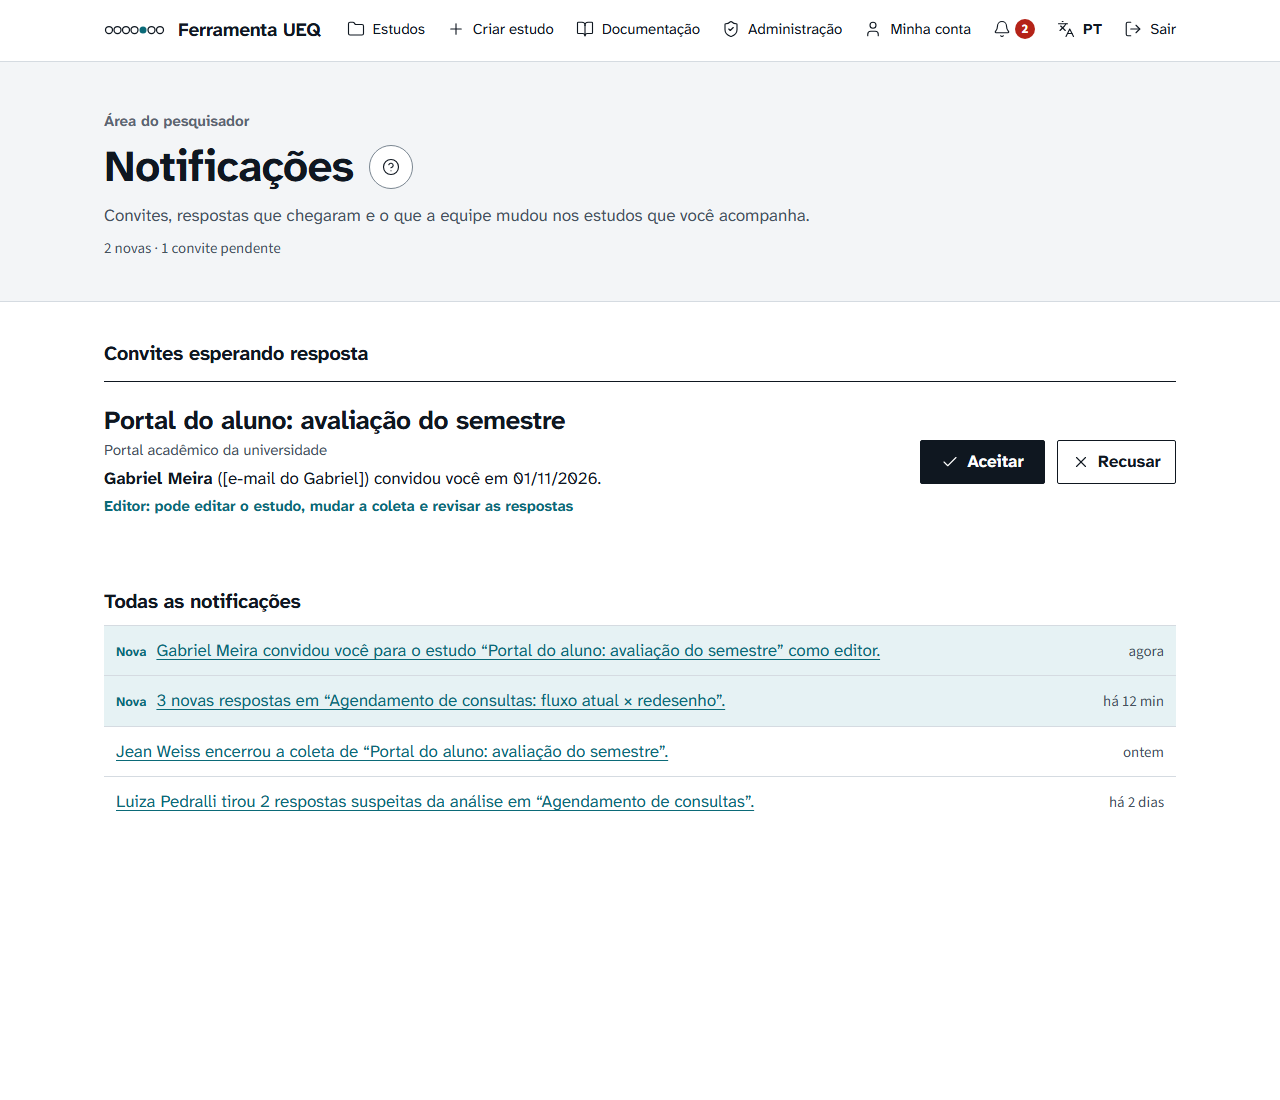 Ferramenta UEQ Estudos Criar estudo Documentação Administração Minha conta 2 PT Sair
Área do pesquisador
Notificações
Convites, respostas que chegaram e o que a equipe mudou nos estudos que você acompanha.
2 novas · 1 convite pendente
Convites esperando resposta
Portal do aluno: avaliação do semestre
Portal acadêmico da universidade
Gabriel Meira ([e-mail do Gabriel]) convidou você em 01/11/2026.
Editor: pode editar o estudo, mudar a coleta e revisar as respostas
Aceitar Recusar
Todas as notificações
Nova Gabriel Meira convidou você para o estudo “Portal do aluno: avaliação do semestre” como editor. agora
Nova 3 novas respostas em “Agendamento de consultas: fluxo atual × redesenho”. há 12 min
Jean Weiss encerrou a coleta de “Portal do aluno: avaliação do semestre”. ontem
Luiza Pedralli tirou 2 respostas suspeitas da análise em “Agendamento de consultas”. há 2 dias